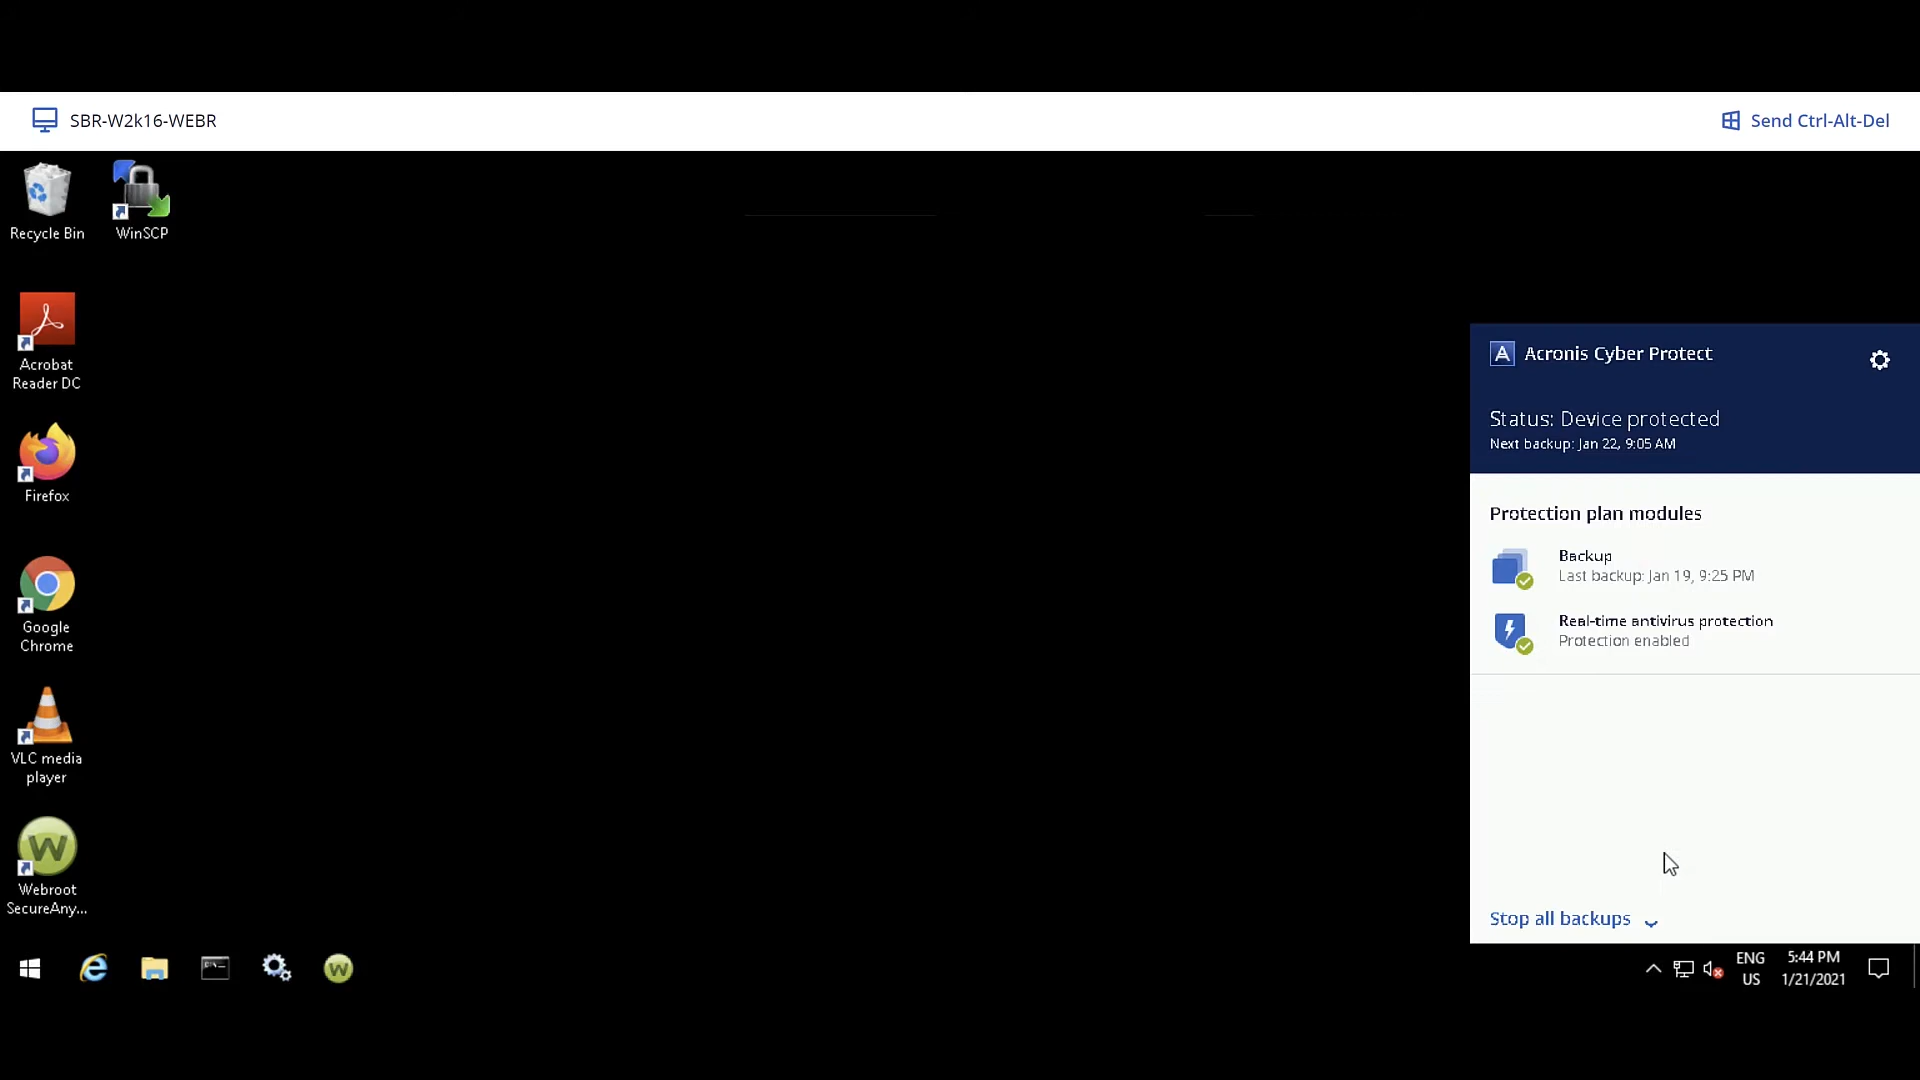 SBR-W2k16-WEBR
Send Ctrl-Alt-Del
Recycle Bin
WinSCP
Acrobat
Reader DC
Firefox
Google
Chrome
VLC media
player
Webroot
SecureAny...
Acronis Cyber Protect
Status: Device protected
Next backup: Jan 22, 9:05 AM
Protection plan modules
Backup
Last backup: Jan 19, 9:25 PM
Real-time antivirus protection
Protection enabled
Stop all backups
ENG
US
5:44 PM
1/21/2021